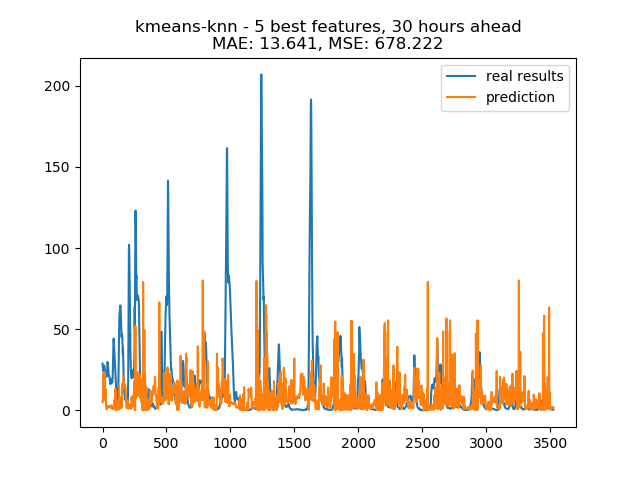 kmeans-knn - 5 best features, 30 hours ahead
MAE: 13.641, MSE: 678.222
real results
prediction
200
150
100
50
0
0 500 1000 1500 2000 2500 3000 3500